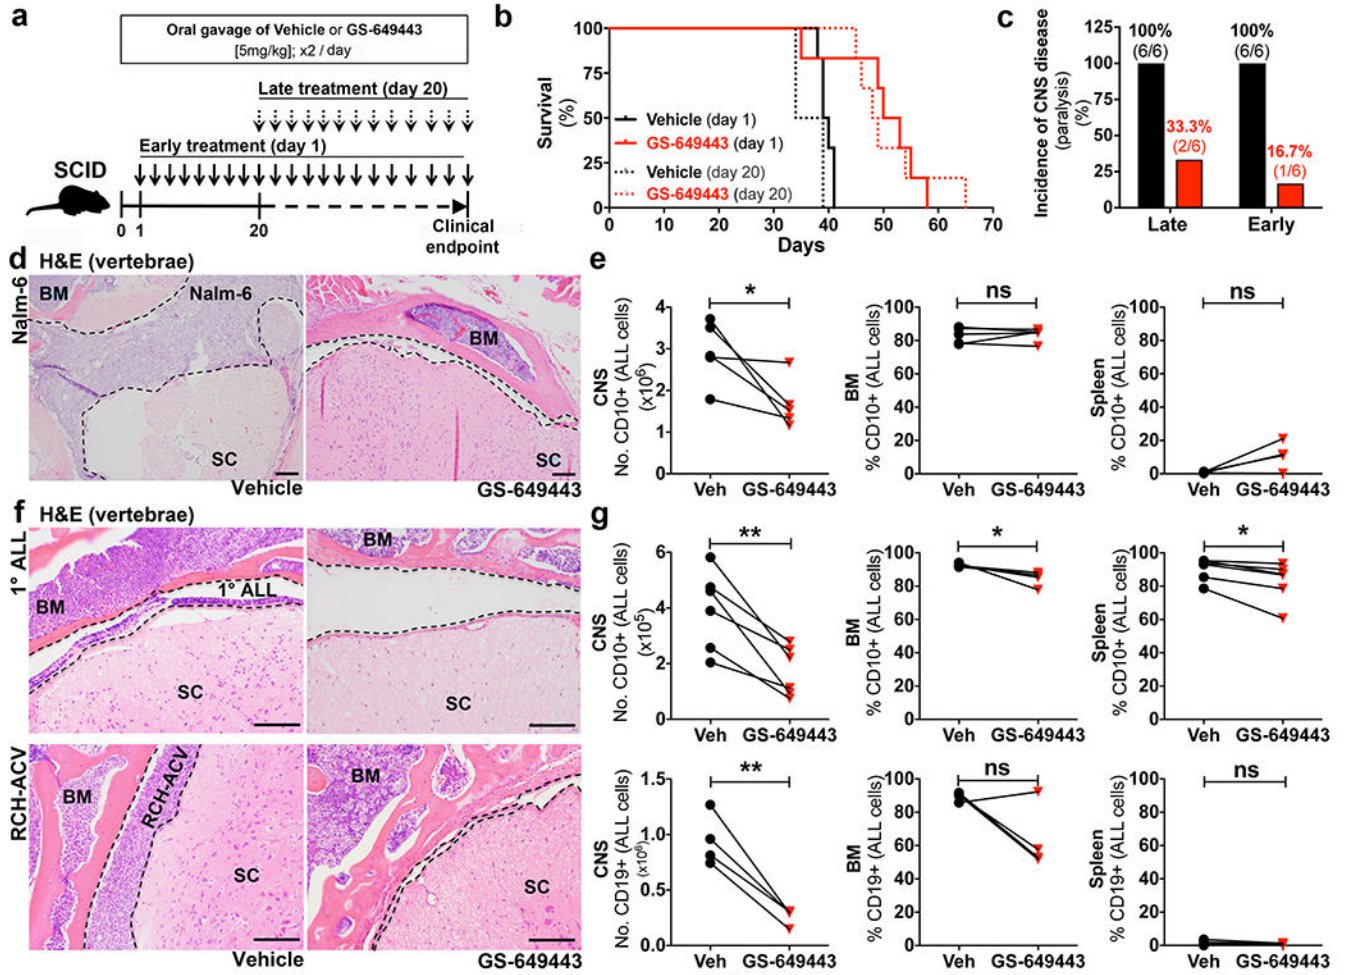 a
Oral gavage of Vehicle or GS-649443
[5mg/kg]; x2 / day
Late treatment (day 20)
Early treatment (day 1)
SCID
0 1 20
Clinical
endpoint
b
Survival
(%)
100
75
50
25
0
Vehicle (day 1)
GS-649443 (day 1)
Vehicle (day 20)
GS-649443 (day 20)
0 10 20 30 40 50 60 70
Days
c
Incidence of CNS disease
(paralysis)
(%)
125
100
75
50
25
0
100%
(6/6)
33.3%
(2/6)
100%
(6/6)
16.7%
(1/6)
Late Early
d H&E (vertebrae)
Nalm-6
BM Nalm-6
SC
Vehicle
BM
SC
GS-649443
e
CNS
No. CD10+ (ALL cells)
(x10⁶)
4
3
2
1
0
*
Veh GS-649443
BM
% CD10+ (ALL cells)
100
80
60
40
20
0
ns
Veh GS-649443
Spleen
% CD10+ (ALL cells)
100
80
60
40
20
0
ns
Veh GS-649443
f H&E (vertebrae)
1° ALL
BM
1° ALL
SC
BM
SC
RCH-ACV
BM
RCH-ACV
SC
Vehicle
BM
SC
GS-649443
g
CNS
No. CD10+ (ALL cells)
(x10⁵)
6
4
2
0
**
Veh GS-649443
BM
% CD10+ (ALL cells)
100
80
60
40
20
0
*
Veh GS-649443
Spleen
% CD10+ (ALL cells)
100
80
60
40
20
0
*
Veh GS-649443
CNS
No. CD19+ (ALL cells)
(x10⁶)
1.5
1.0
0.5
0.0
**
Veh GS-649443
BM
% CD19+ (ALL cells)
100
80
60
40
20
0
ns
Veh GS-649443
Spleen
% CD19+ (ALL cells)
100
80
60
40
20
0
ns
Veh GS-649443